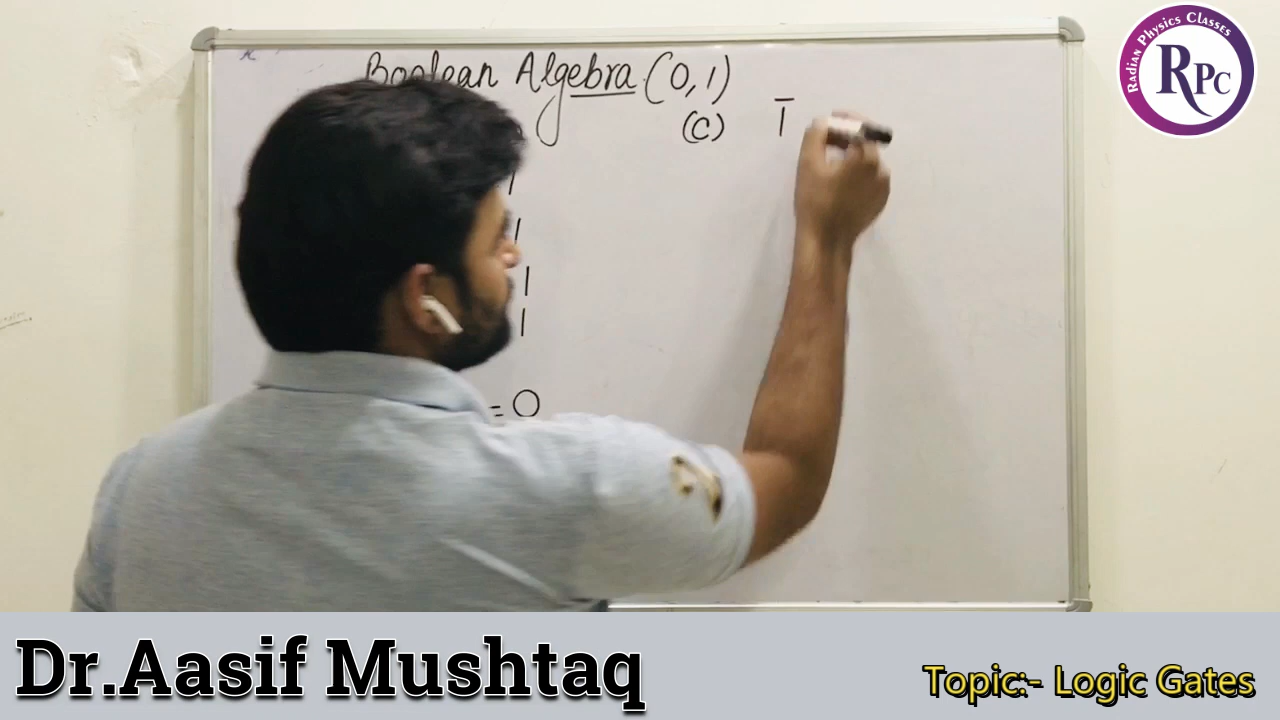 Boolean Algebra (0, 1)
(C) 1̅
1
1
1
1
= 0
RADIAN PHYSICS CLASSES
RPC
Dr.Aasif Mushtaq
Topic:- Logic Gates